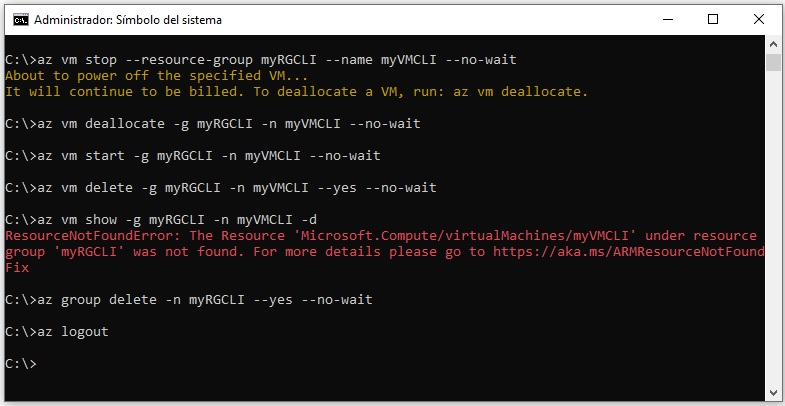 Administrador: Símbolo del sistema
C:\>az vm stop --resource-group myRGCLI --name myVMCLI --no-wait
About to power off the specified VM...
It will continue to be billed. To deallocate a VM, run: az vm deallocate.
C:\>az vm deallocate -g myRGCLI -n myVMCLI --no-wait
C:\>az vm start -g myRGCLI -n myVMCLI --no-wait
C:\>az vm delete -g myRGCLI -n myVMCLI --yes --no-wait
C:\>az vm show -g myRGCLI -n myVMCLI -d
ResourceNotFoundError: The Resource 'Microsoft.Compute/virtualMachines/myVMCLI' under resource
group 'myRGCLI' was not found. For more details please go to https://aka.ms/ARMResourceNotFound
Fix
C:\>az group delete -n myRGCLI --yes --no-wait
C:\>az logout
C:\>